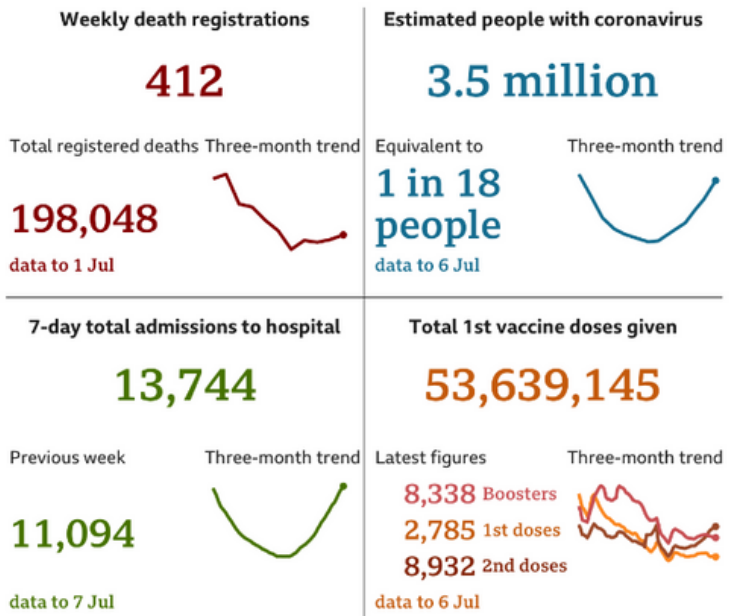 Weekly death registrations
412
Total registered deaths Three-month trend
198,048
data to 1 Jul
Estimated people with coronavirus
3.5 million
Equivalent to Three-month trend
1 in 18
people
data to 6 Jul
7-day total admissions to hospital
13,744
Previous week Three-month trend
11,094
data to 7 Jul
Total 1st vaccine doses given
53,639,145
Latest figures Three-month trend
8,338 Boosters
2,785 1st doses
8,932 2nd doses
data to 6 Jul